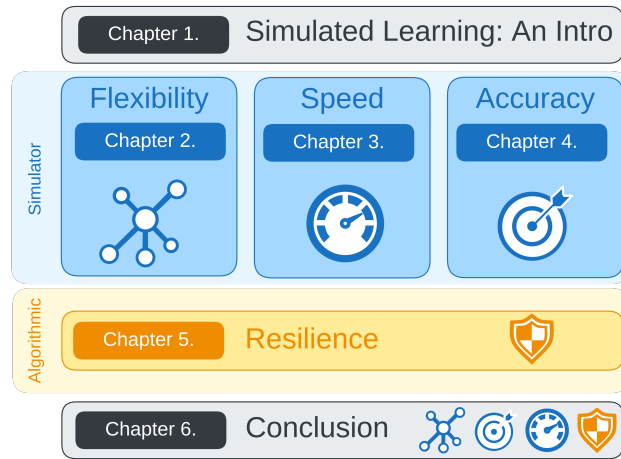 Chapter 1. Simulated Learning: An Intro
Simulator
Flexibility
Chapter 2.
Speed
Chapter 3.
Accuracy
Chapter 4.
Algorithmic
Chapter 5. Resilience
Chapter 6. Conclusion